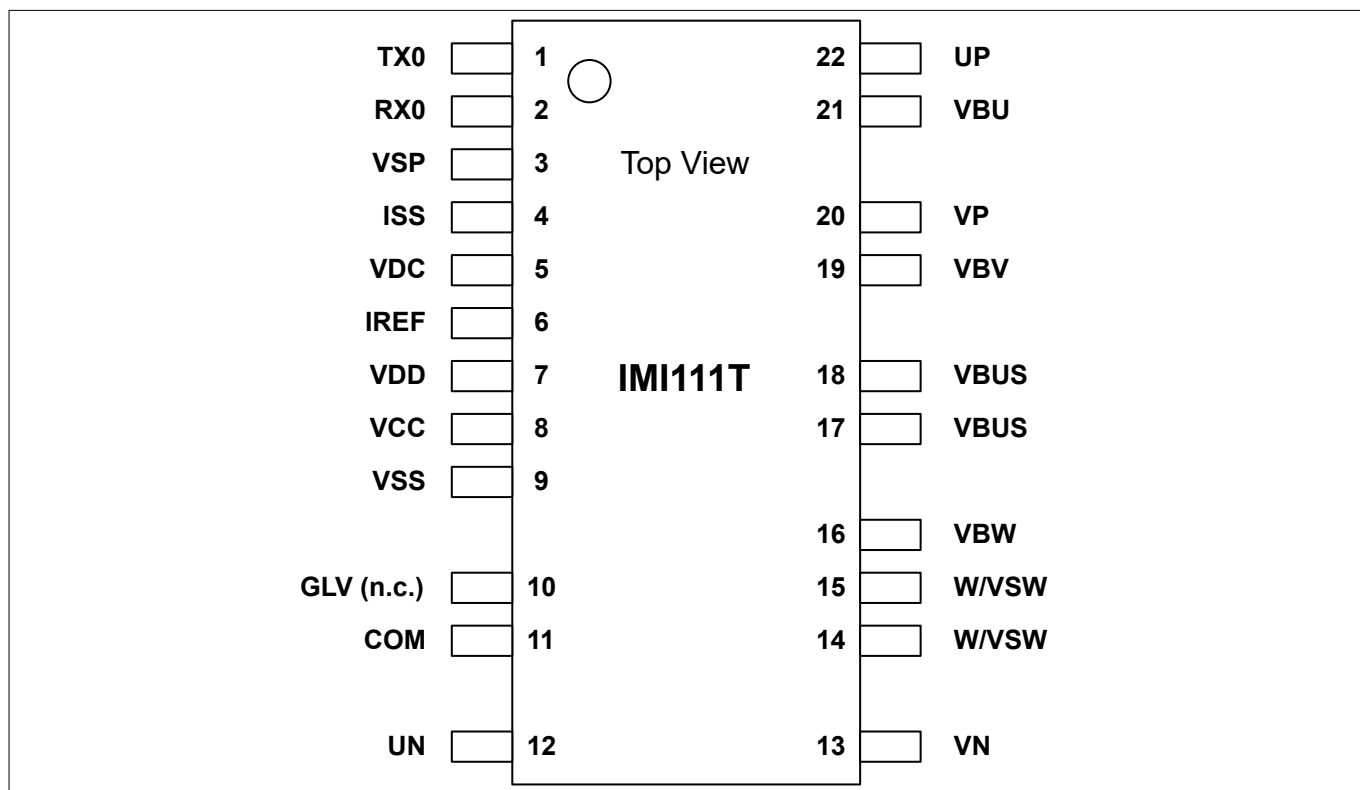 TX0 1 22 UP
RX0 2 21 VBU
VSP 3 Top View
ISS 4 20 VP
VDC 5 19 VBV
IREF 6
VDD 7 IMI111T 18 VBUS
VCC 8 17 VBUS
VSS 9
16 VBW
GLV (n.c.) 10 15 W/VSW
COM 11 14 W/VSW
UN 12 13 VN